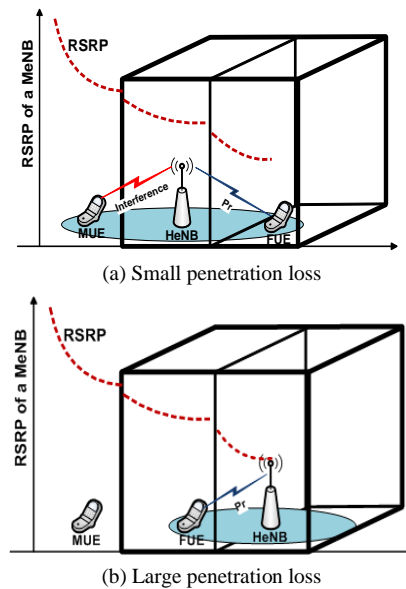 RSRP
RSRP of a MeNB
Interference
Pr
MUE
HeNB
FUE
(a) Small penetration loss
RSRP
RSRP of a MeNB
Pr
MUE
FUE
HeNB
(b) Large penetration loss